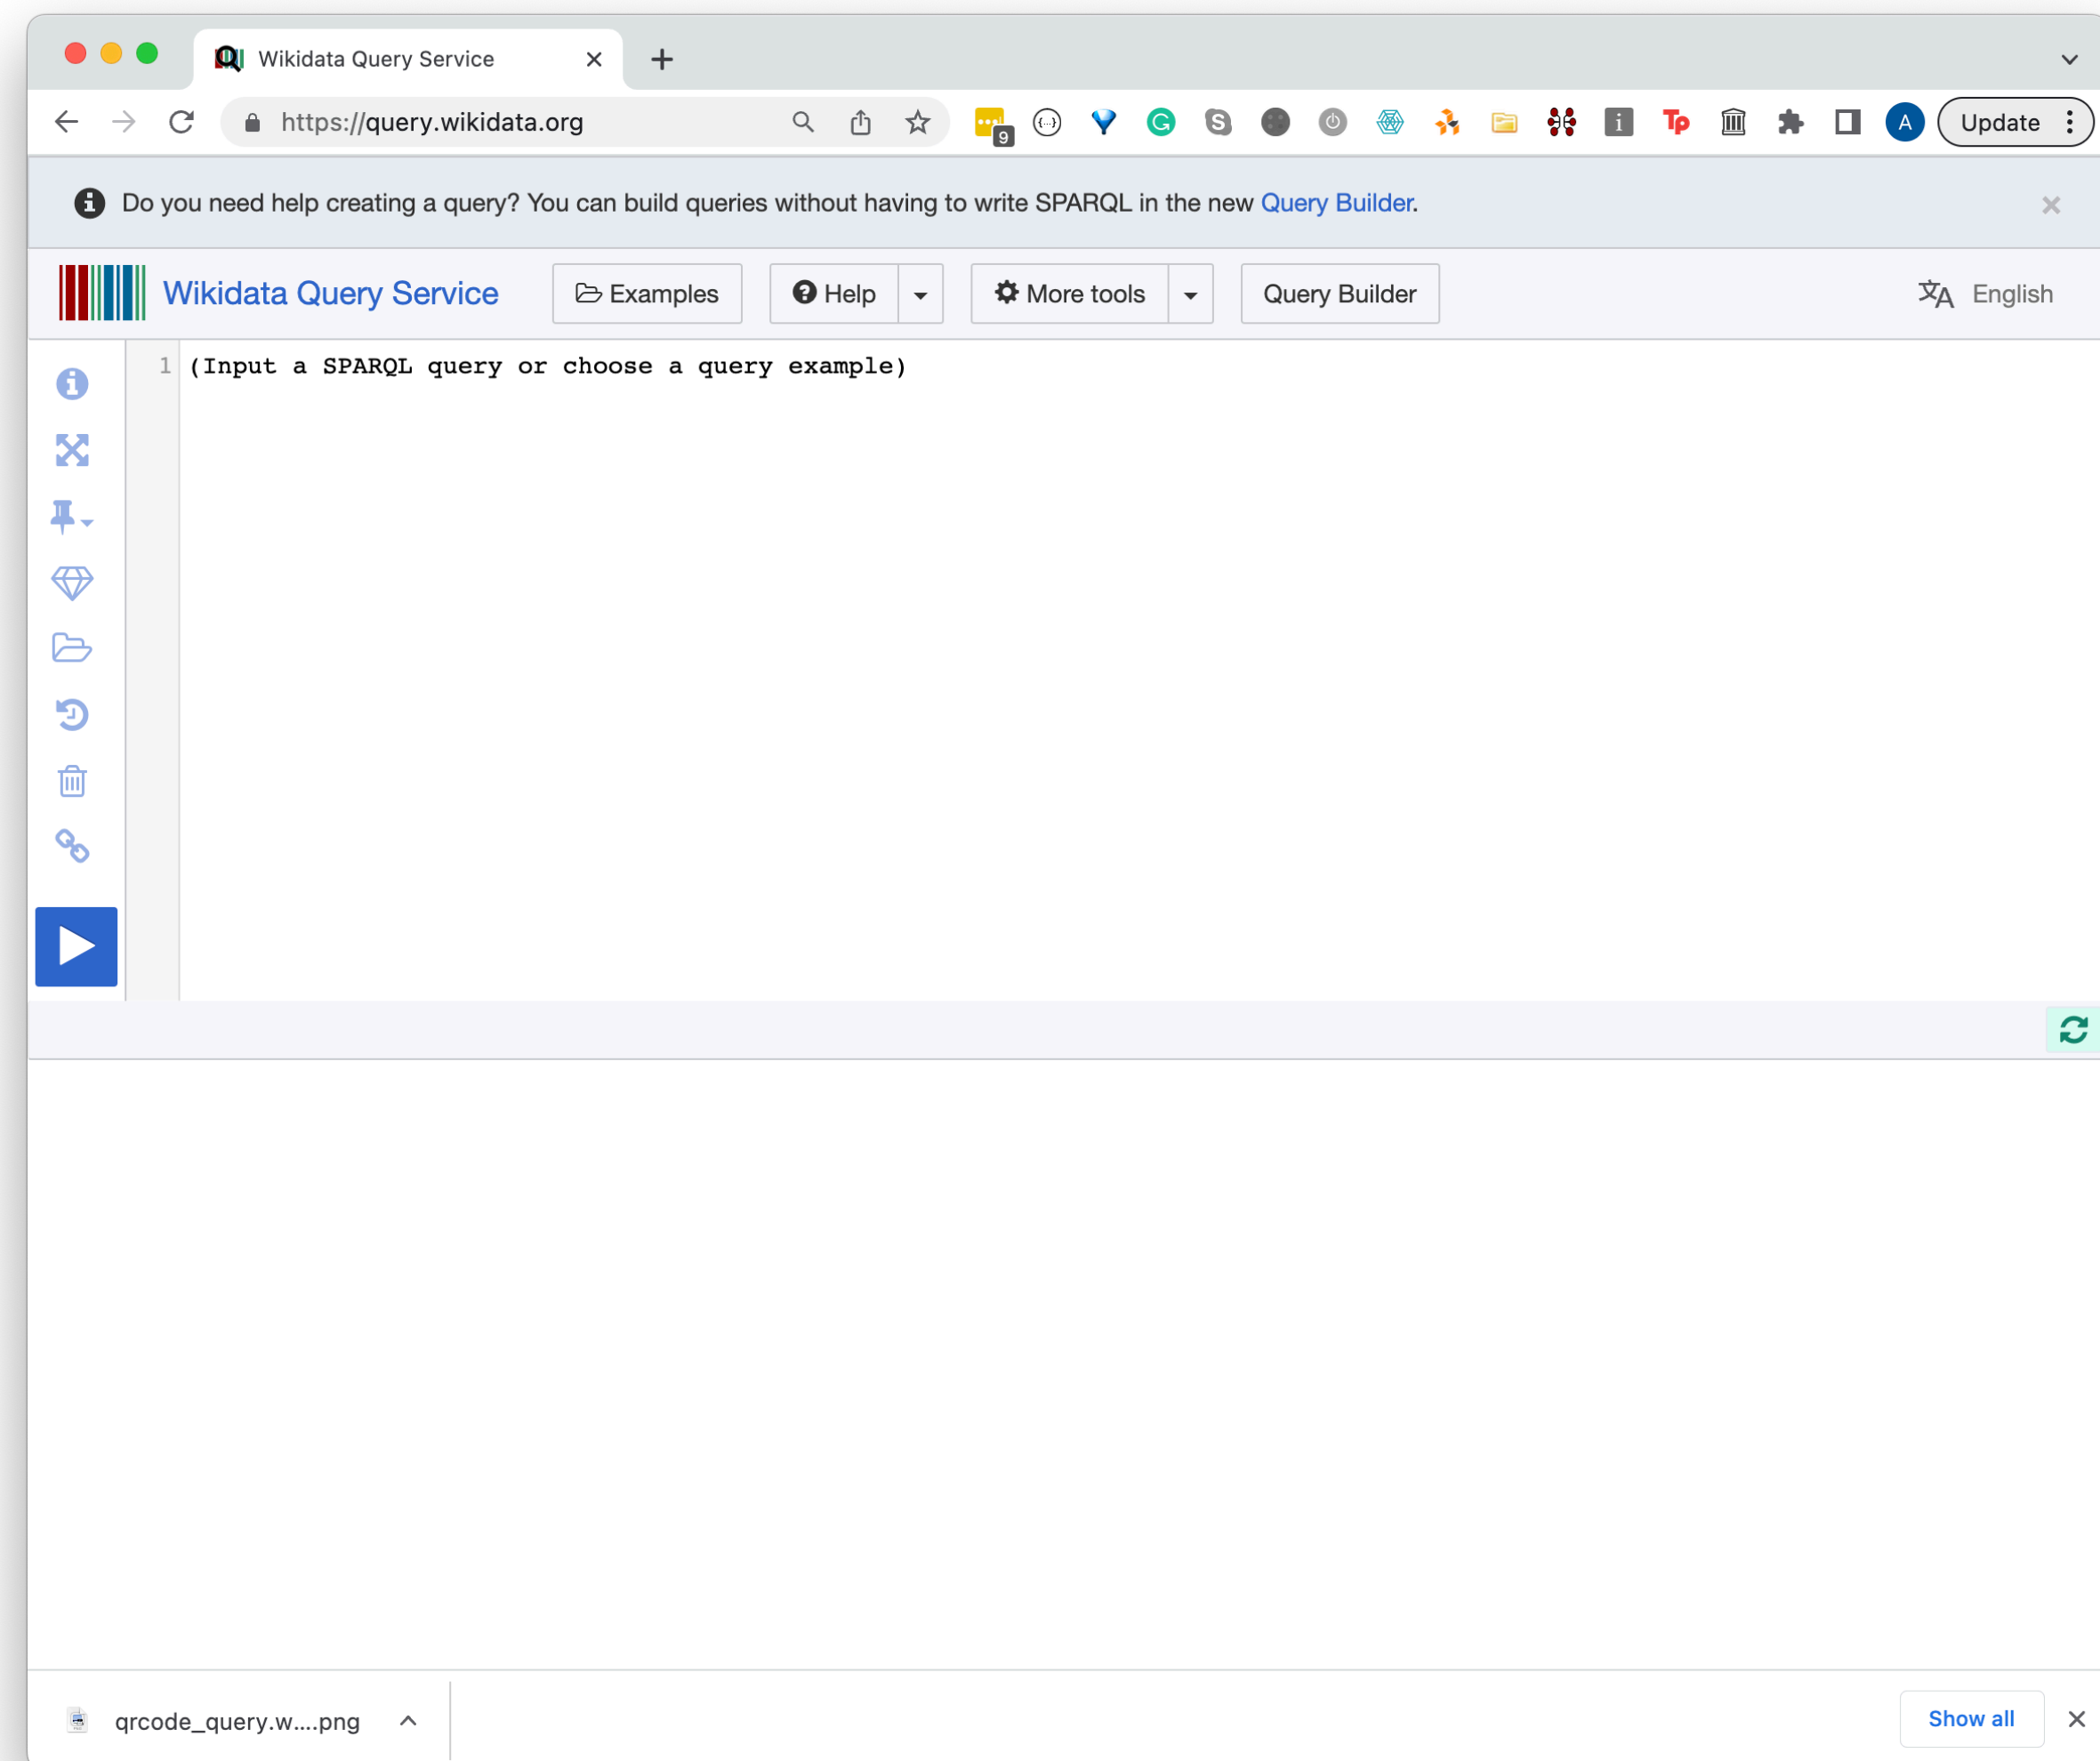 Wikidata Query Service
https://query.wikidata.org
9
A
Update
Do you need help creating a query? You can build queries without having to write SPARQL in the new Query Builder.
Wikidata Query Service
Examples
Help
More tools
Query Builder
English
1 (Input a SPARQL query or choose a query example)
qrcode_query.w....png
Show all